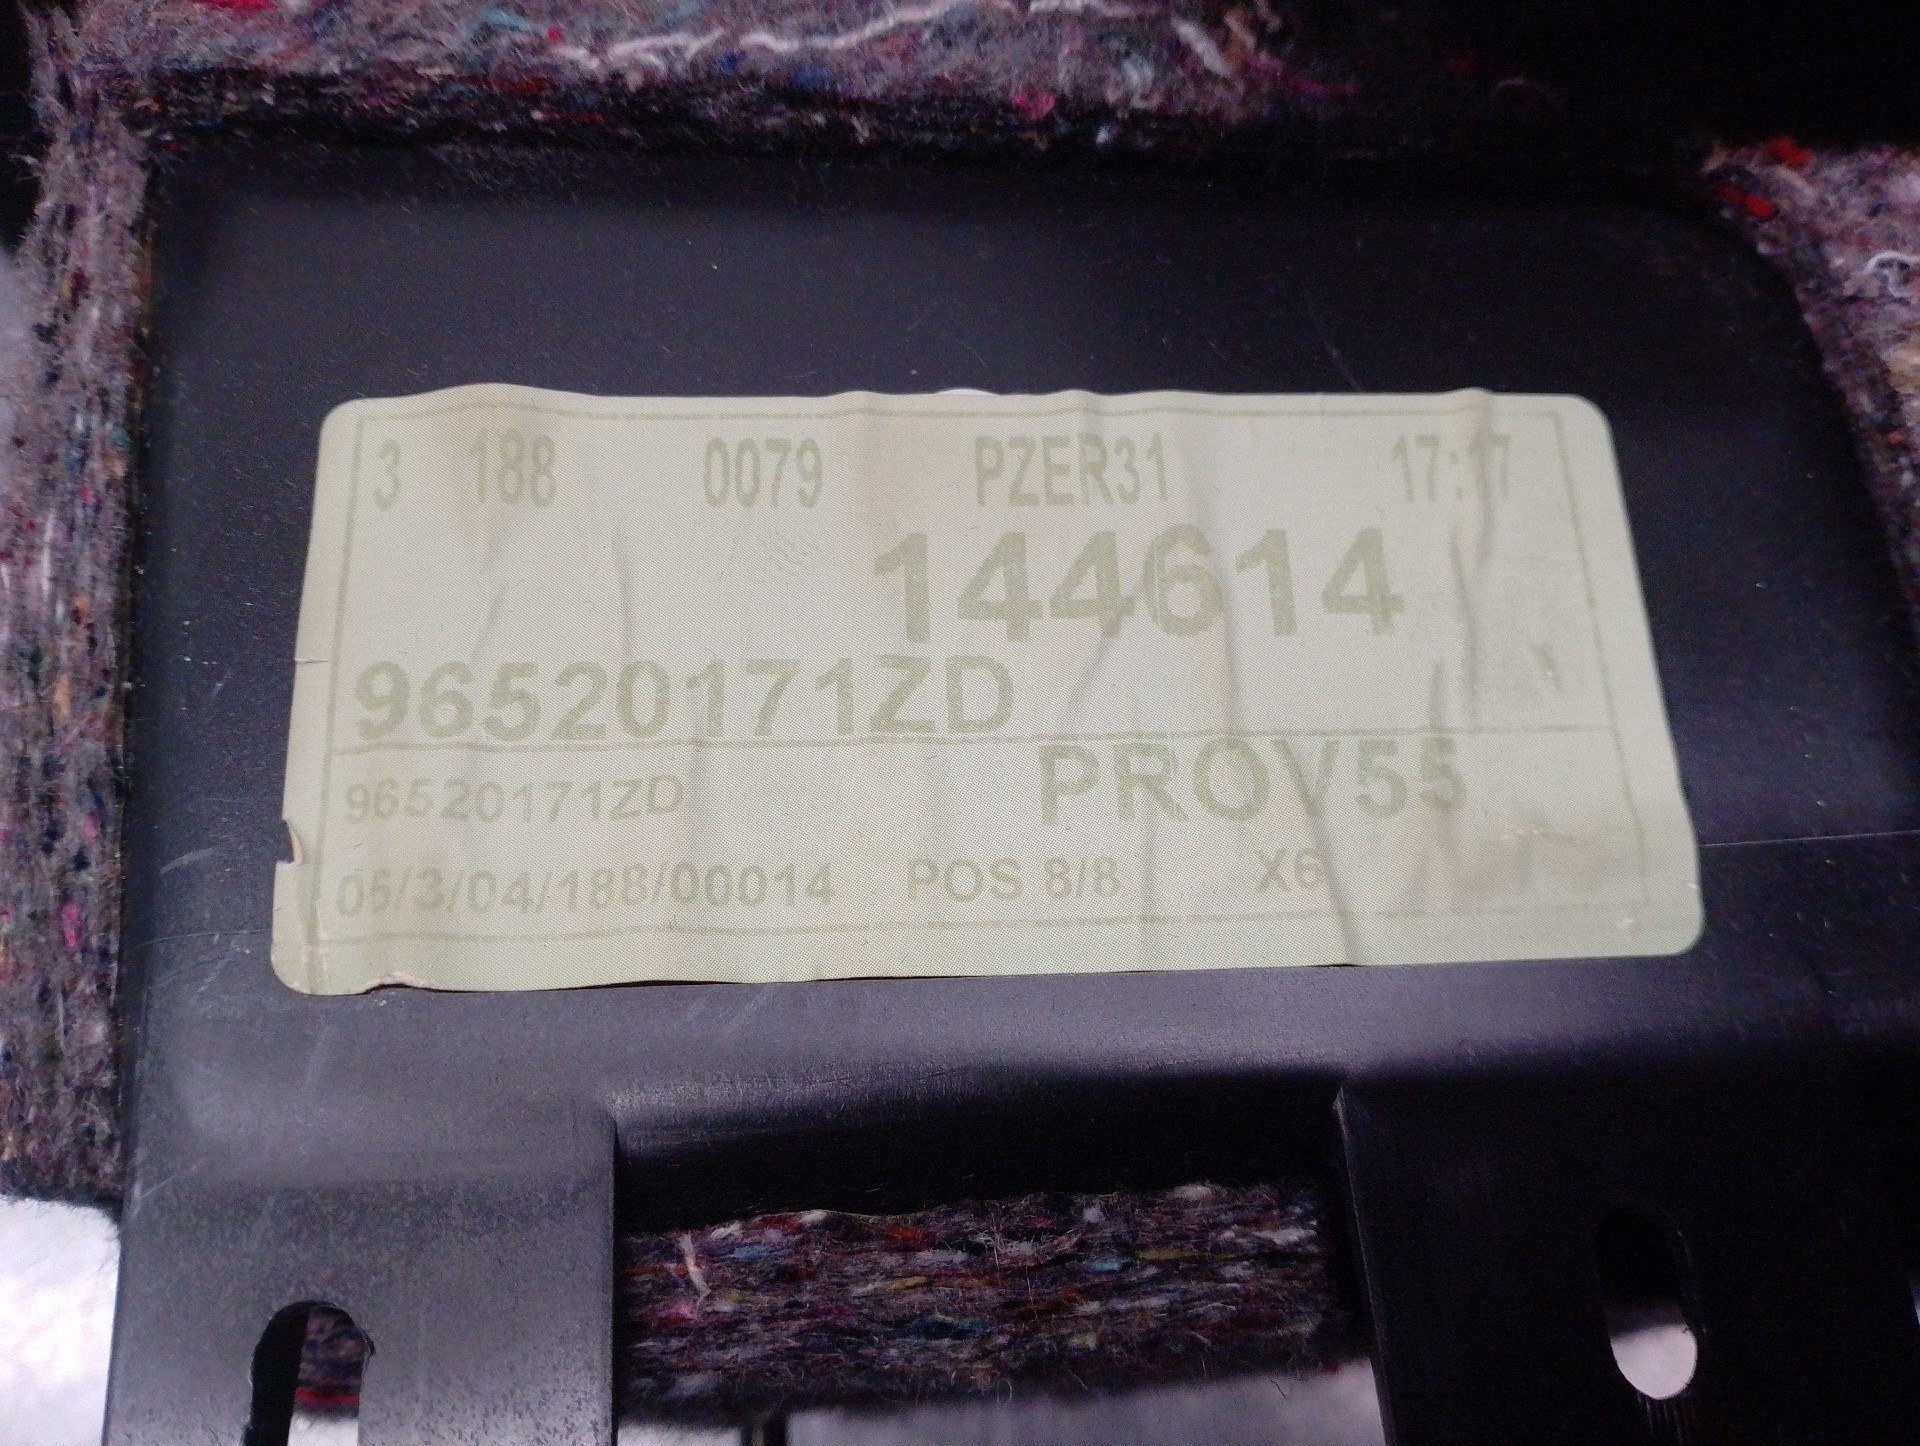 3 188 0079 PZER31 17:17
144614
96520171ZD
96520171ZD PROV55
05/3/04/188/00014 POS 8/8 X6